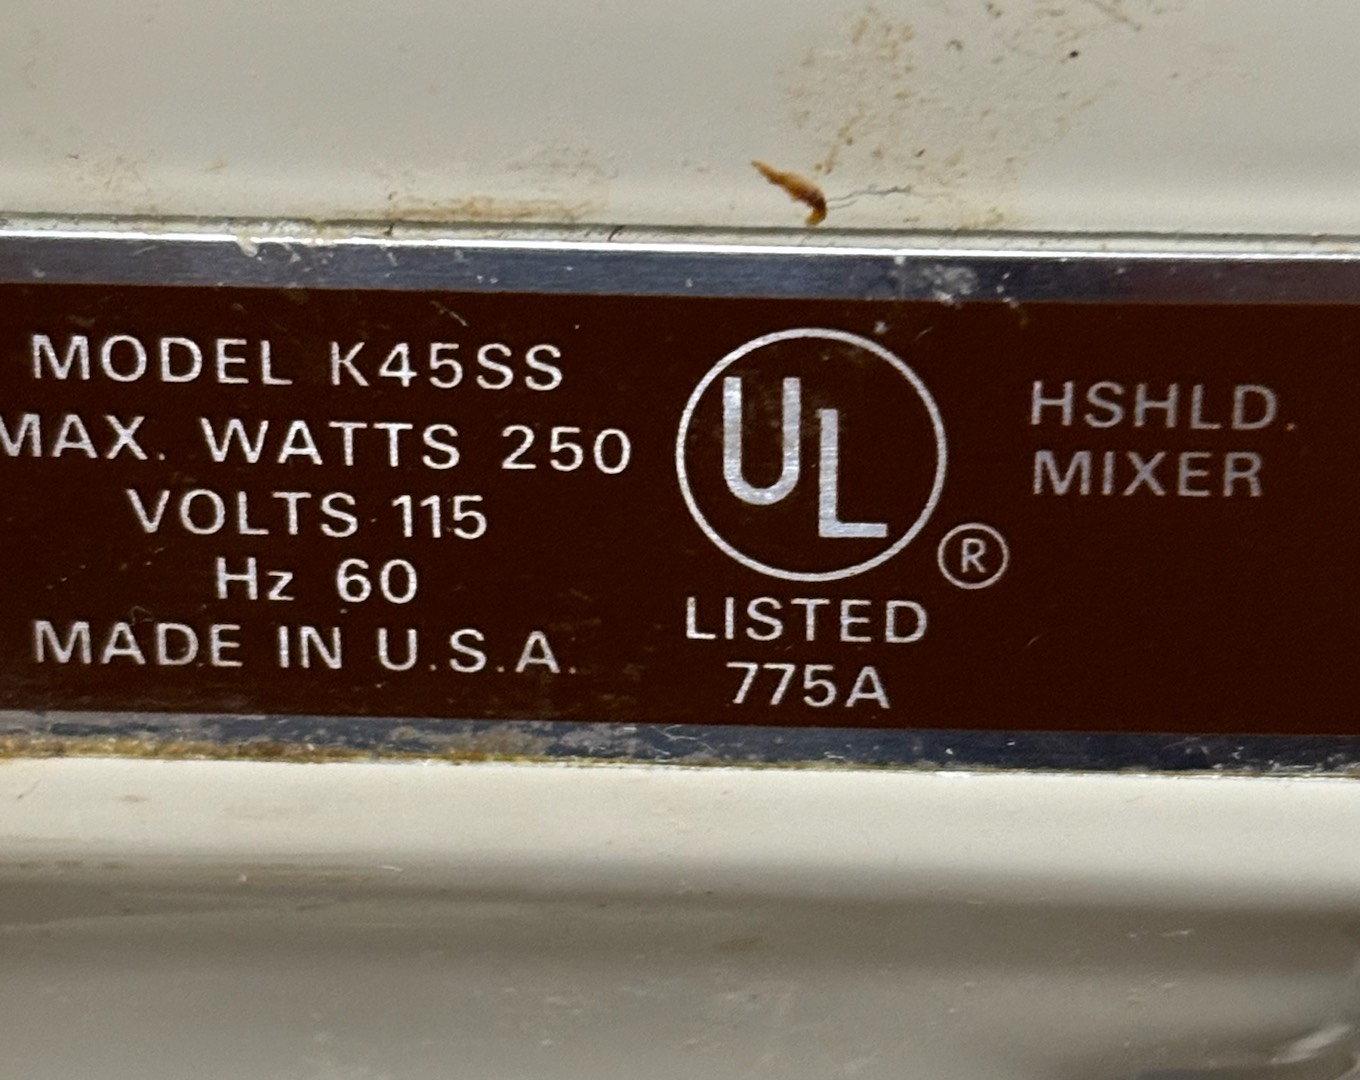 MODEL K45SS
MAX. WATTS 250
VOLTS 115
Hz 60
MADE IN U.S.A.
UL
®
LISTED
775A
HSHLD.
MIXER